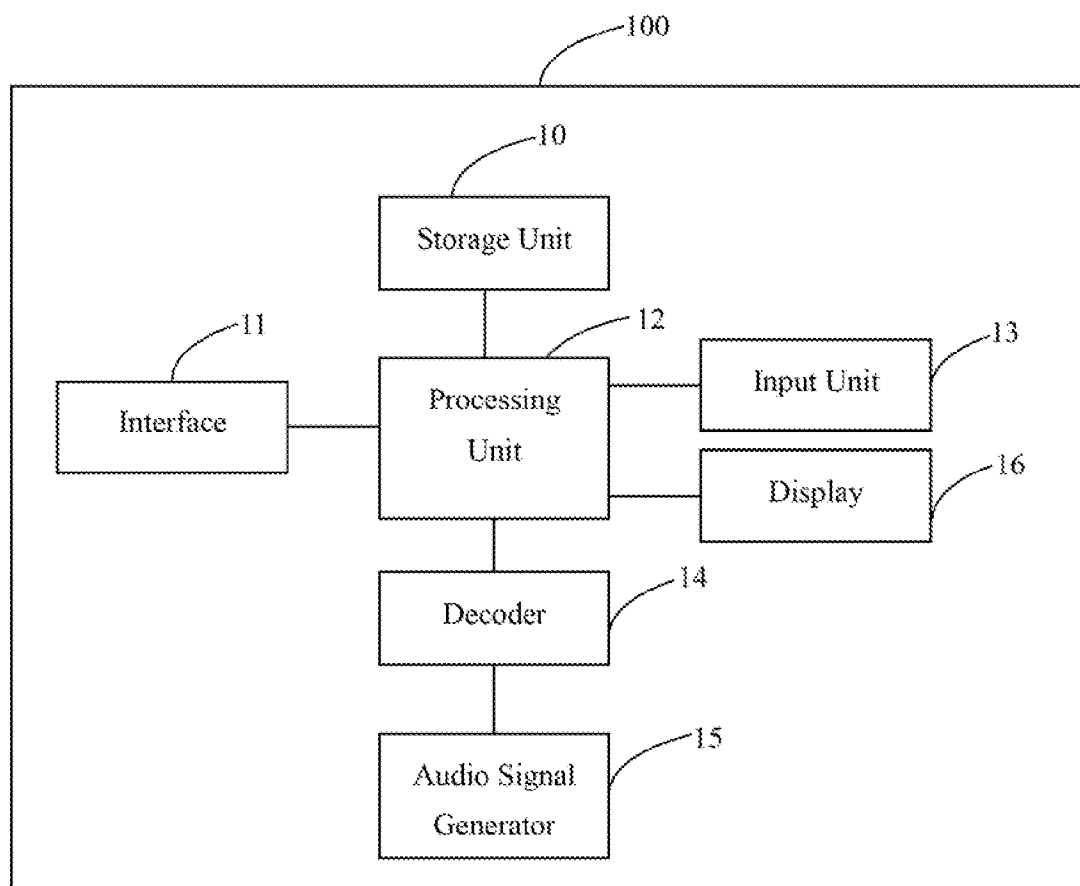 100
10
Storage Unit
11
12
13
Interface
Processing
Unit
Input Unit
16
Display
14
Decoder
15
Audio Signal
Generator